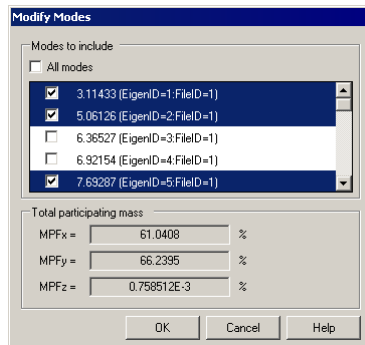 Modify Modes
Modes to include
All modes
3.11433 (EigenID=1:FileID=1)
5.06126 (EigenID=2:FileID=1)
6.36527 (EigenID=3:FileID=1)
6.92154 (EigenID=4:FileID=1)
7.69287 (EigenID=5:FileID=1)
Total participating mass
MPFx = 61.0408 %
MPFy = 66.2395 %
MPFz = 0.758512E-3 %
OK Cancel Help